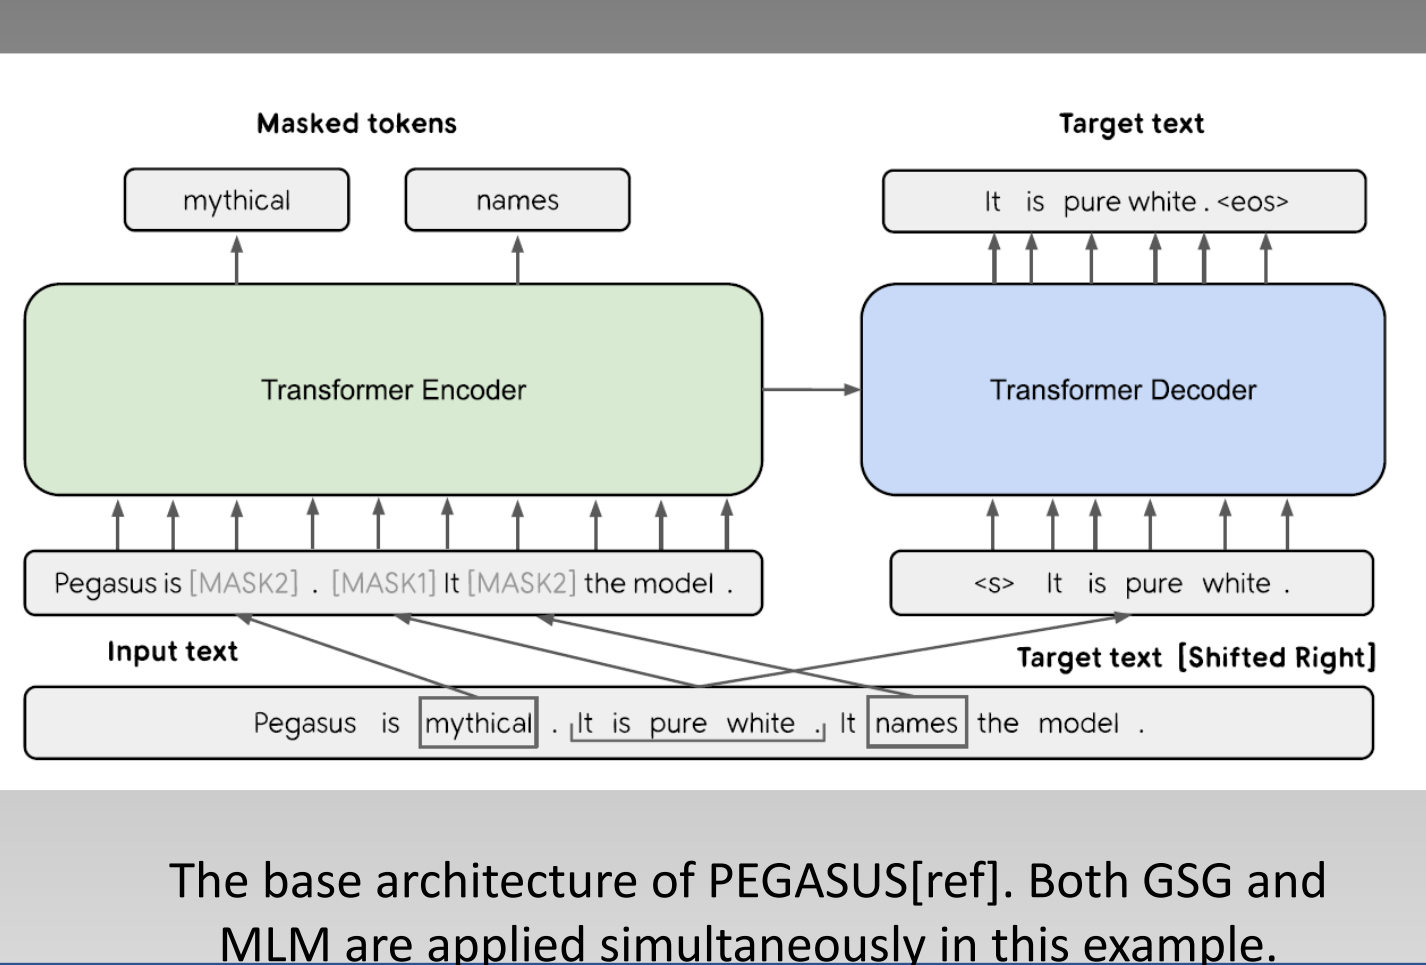 Masked tokens
Target text
mythical
names
It is pure white . <eos>
Transformer Encoder
Transformer Decoder
Pegasus is [MASK2] . [MASK1] It [MASK2] the model .
<s> It is pure white .
Input text
Target text [Shifted Right]
Pegasus is mythical . It is pure white . It names the model .
The base architecture of PEGASUS[ref]. Both GSG and
MLM are applied simultaneously in this example.